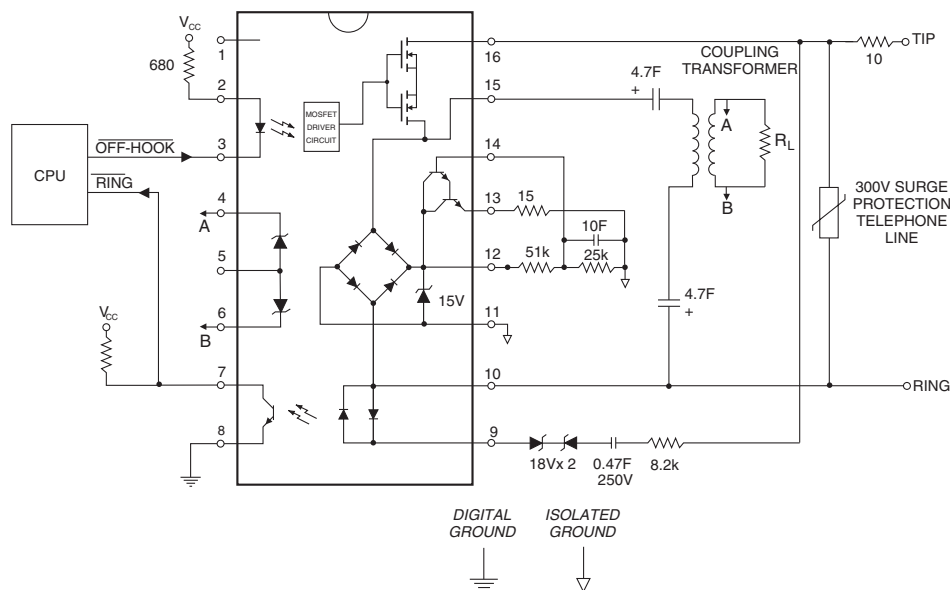 VCC
680
1
2
3
4
5
6
7
8
CPU
OFF-HOOK
RING
A
B
VCC
MOSFET
DRIVER
CIRCUIT
15V
16
15
14
13
12
11
10
9
15
10F
51k
25k
18Vx 2
0.47F
250V
8.2k
4.7F
+
4.7F
+
COUPLING
TRANSFORMER
A
B
RL
10
TIP
300V SURGE
PROTECTION
TELEPHONE
LINE
RING
DIGITAL
GROUND
ISOLATED
GROUND